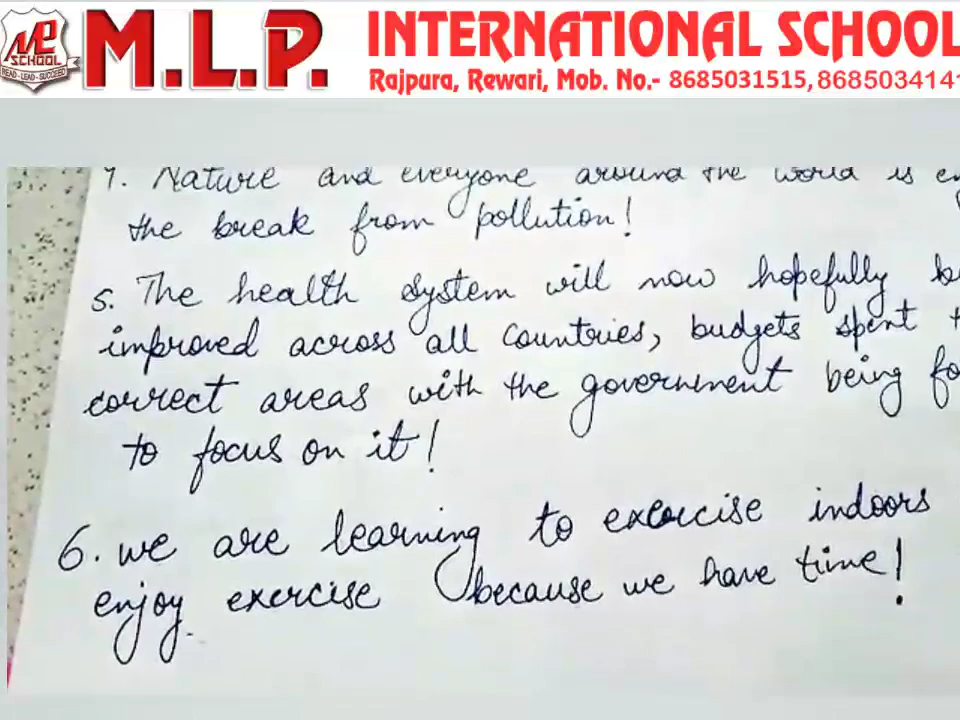 MLP
SCHOOL
READ - LEAD - SUCCEED
M.L.P. INTERNATIONAL SCHOOL
Rajpura, Rewari, Mob. No.- 8685031515, 868503414
Nature and everyone around the world is
the break from pollution!
5. The health system will now hopefully
improved across all countries, budgets spent
correct areas with the government being
to focus on it!
6. we are learning to exercise indoors
enjoy exercise because we have time!